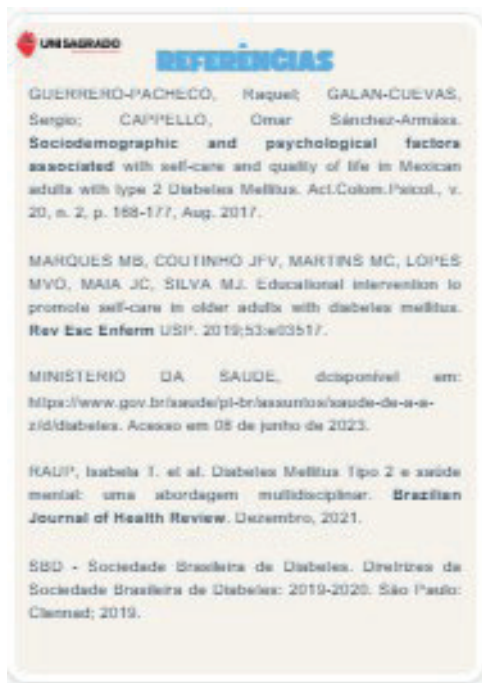 UNISAGRADO
REFERÊNCIAS
GUERRERO-PACHECO, Raquel; GALAN-CUEVAS,
Sergio; CAPPELLO, Omar Sánchez-Armáss.
Sociodemographic and psychological factors
associated with self-care and quality of life in Mexican
adults with type 2 Diabetes Mellitus. Act.Colom.Psicol., v.
20, n. 2, p. 168-177, Aug. 2017.
MARQUES MB, COUTINHO JFV, MARTINS MC, LOPES
MVO, MAIA JC, SILVA MJ. Educational intervention to
promote self-care in older adults with diabetes mellitus.
Rev Esc Enferm USP. 2019;53:e03517.
MINISTERIO DA SAUDE, dcisponivel em:
https://www.gov.br/saude/pt-br/assuntos/saude-de-a-a-
z/d/diabetes. Acesso em 08 de junho de 2023.
RAUP, Isabela T. et al. Diabetes Mellitus Tipo 2 e saúde
mental: uma abordagem multidisciplinar. Brazilian
Journal of Health Review. Dezembro, 2021.
SBD - Sociedade Brasileira de Diabetes. Diretrizes da
Sociedade Brasileira de Diabetes: 2019-2020. São Paulo:
Clannad; 2019.